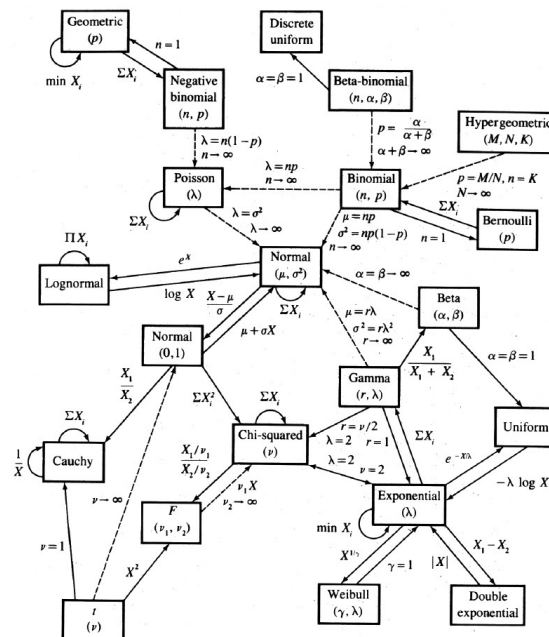 Geometric
(p)
n = 1
min X_i
ΣX_i
Negative
binomial
(n, p)
Discrete
uniform
α = β = 1
Beta-binomial
(n, α, β)
p = α/(α+β)
α + β → ∞
Hypergeometric
(M, N, K)
λ = n(1 − p)
n → ∞
λ = np
n → ∞
p = M/N, n = K
N → ∞
Poisson
(λ)
Binomial
(n, p)
ΣX_i
ΣX_i
λ = σ²
λ → ∞
μ = np
σ² = np(1 − p)
n → ∞
n = 1
Bernoulli
(p)
ΠX_i
e^X
Normal
(μ, σ²)
α = β → ∞
Lognormal
log X
ΣX_i
Beta
(α, β)
(X − μ)/σ
μ + σX
μ = rλ
σ² = rλ²
r → ∞
Normal
(0, 1)
X_1/(X_1 + X_2)
α = β = 1
X_1/X_2
ΣX_i²
ΣX_i
Gamma
(r, λ)
ΣX_i
Chi-squared
(ν)
r = ν/2
λ = 2
r = 1
ΣX_i
Uniform
1/X
Cauchy
X_1/ν_1
X_2/ν_2
λ = 2
ν = 2
e^−X/λ
ν → ∞
ν_1X
ν_2 → ∞
−λ log X
F
(ν_1, ν_2)
Exponential
(λ)
min X_i
ν = 1
X²
X^1/γ
γ = 1
|X|
X_1 − X_2
t
(ν)
Weibull
(γ, λ)
Double
exponential